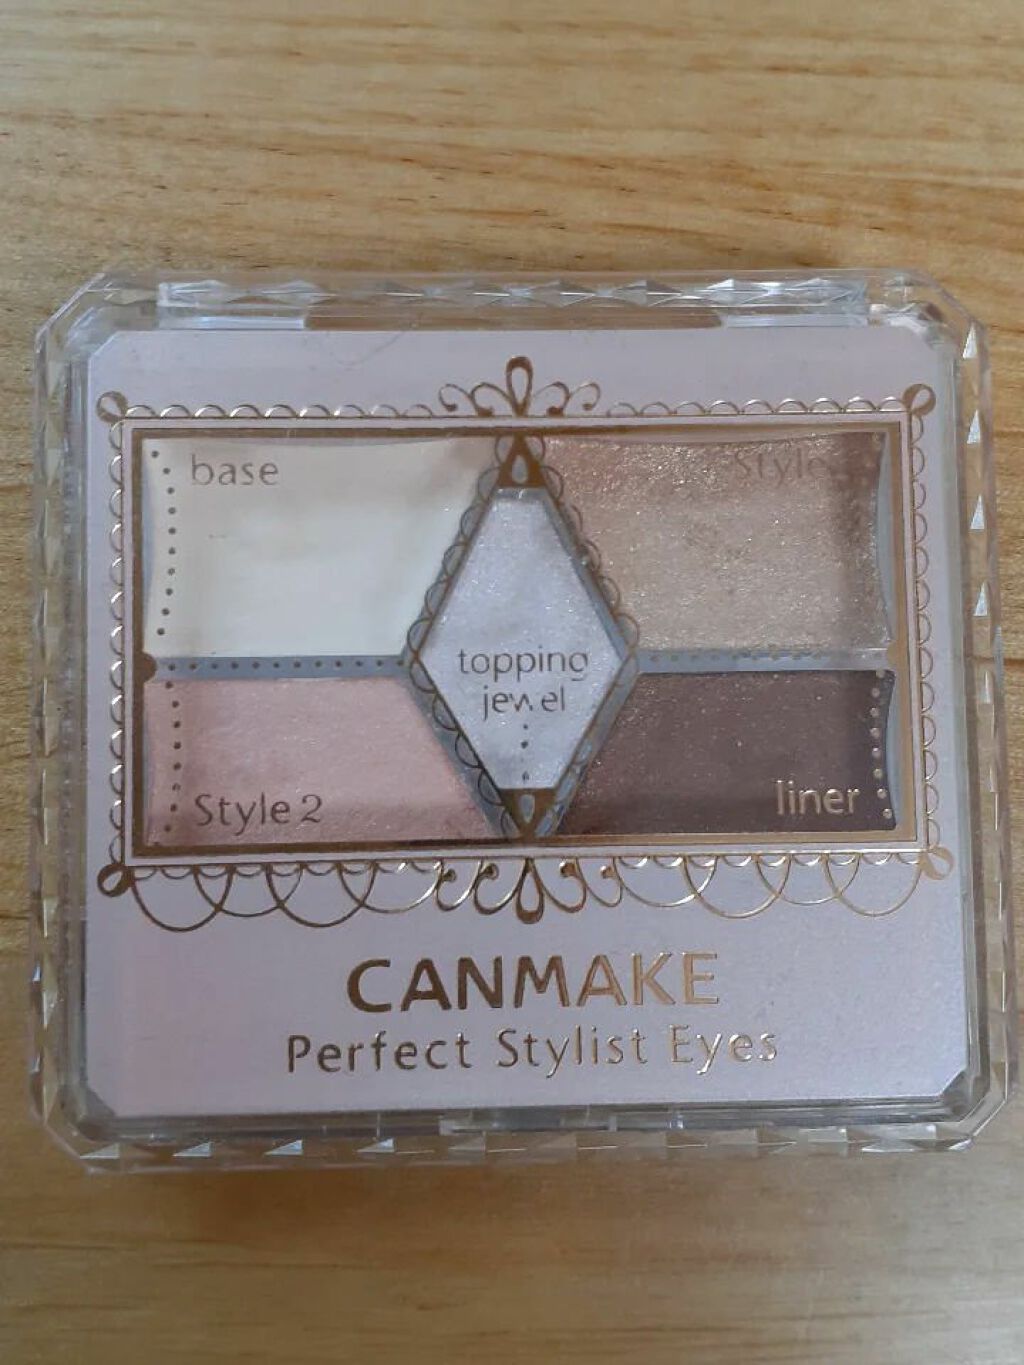 base
Style
topping
jewel
Style 2
liner
CANMAKE
Perfect Stylist Eyes